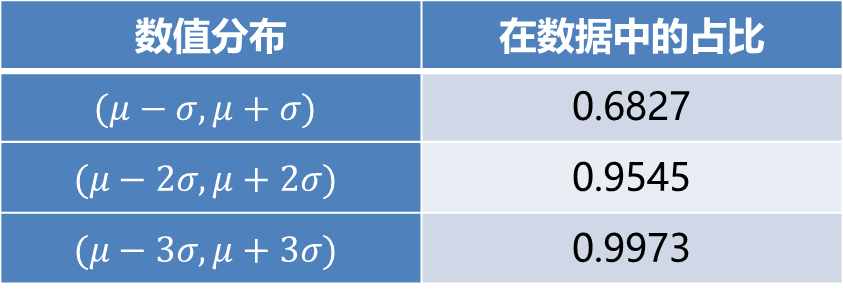 数值分布 在数据中的占比
(μ − σ, μ + σ) 0.6827
(μ − 2σ, μ + 2σ) 0.9545
(μ − 3σ, μ + 3σ) 0.9973